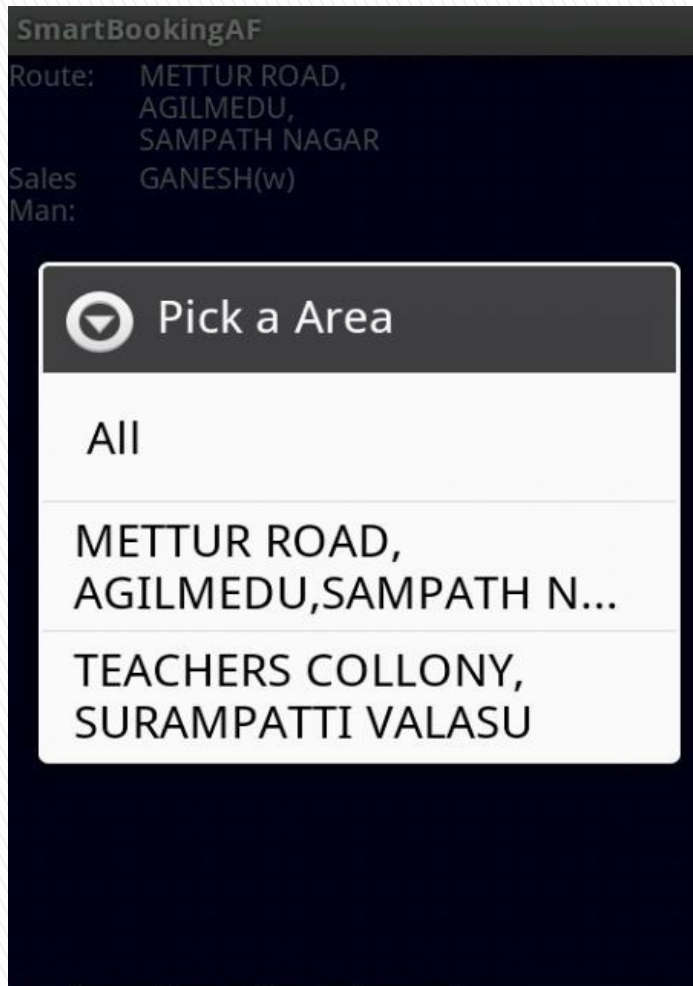 SmartBookingAF
Route: METTUR ROAD,
AGILMEDU,
SAMPATH NAGAR
Sales GANESH(w)
Man:
Pick a Area
All
METTUR ROAD,
AGILMEDU,SAMPATH N...
TEACHERS COLLONY,
SURAMPATTI VALASU